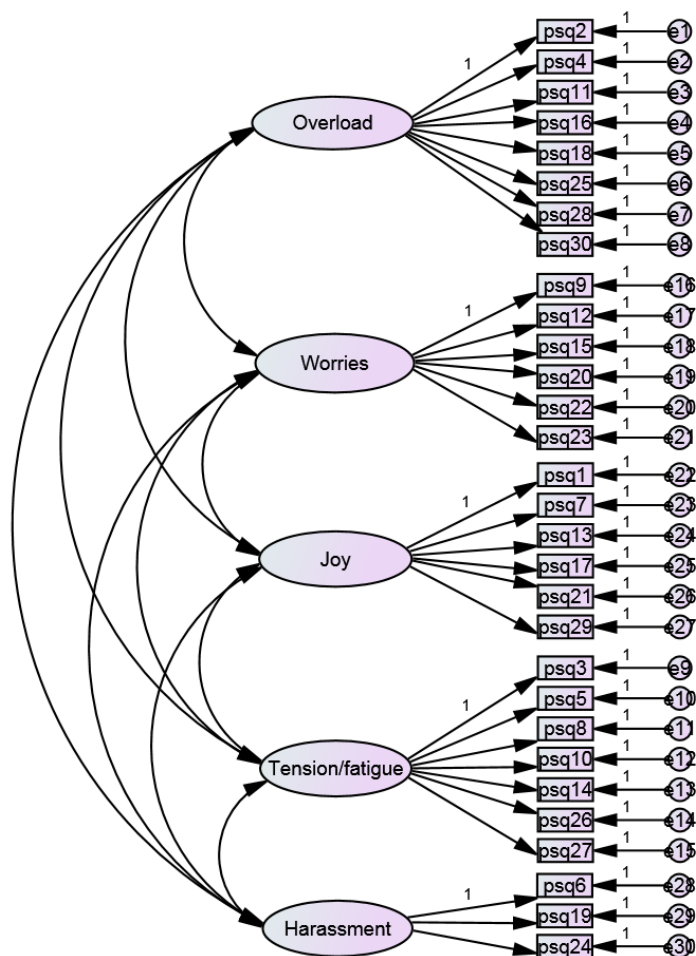 psq2 1 e1
1 psq4 1 e2
psq11 1 e3
Overload psq16 1 e4
psq18 1 e5
psq25 1 e6
psq28 1 e7
psq30 1 e8
psq9 1 e16
1 psq12 1 e17
psq15 1 e18
Worries psq20 1 e19
psq22 1 e20
psq23 1 e21
psq1 1 e22
1 psq7 1 e23
psq13 1 e24
Joy psq17 1 e25
psq21 1 e26
psq29 1 e27
psq3 1 e9
1 psq5 1 e10
psq8 1 e11
Tension/fatigue psq10 1 e12
psq14 1 e13
psq26 1 e14
psq27 1 e15
1 psq6 1 e28
Harassment psq19 1 e29
psq24 1 e30